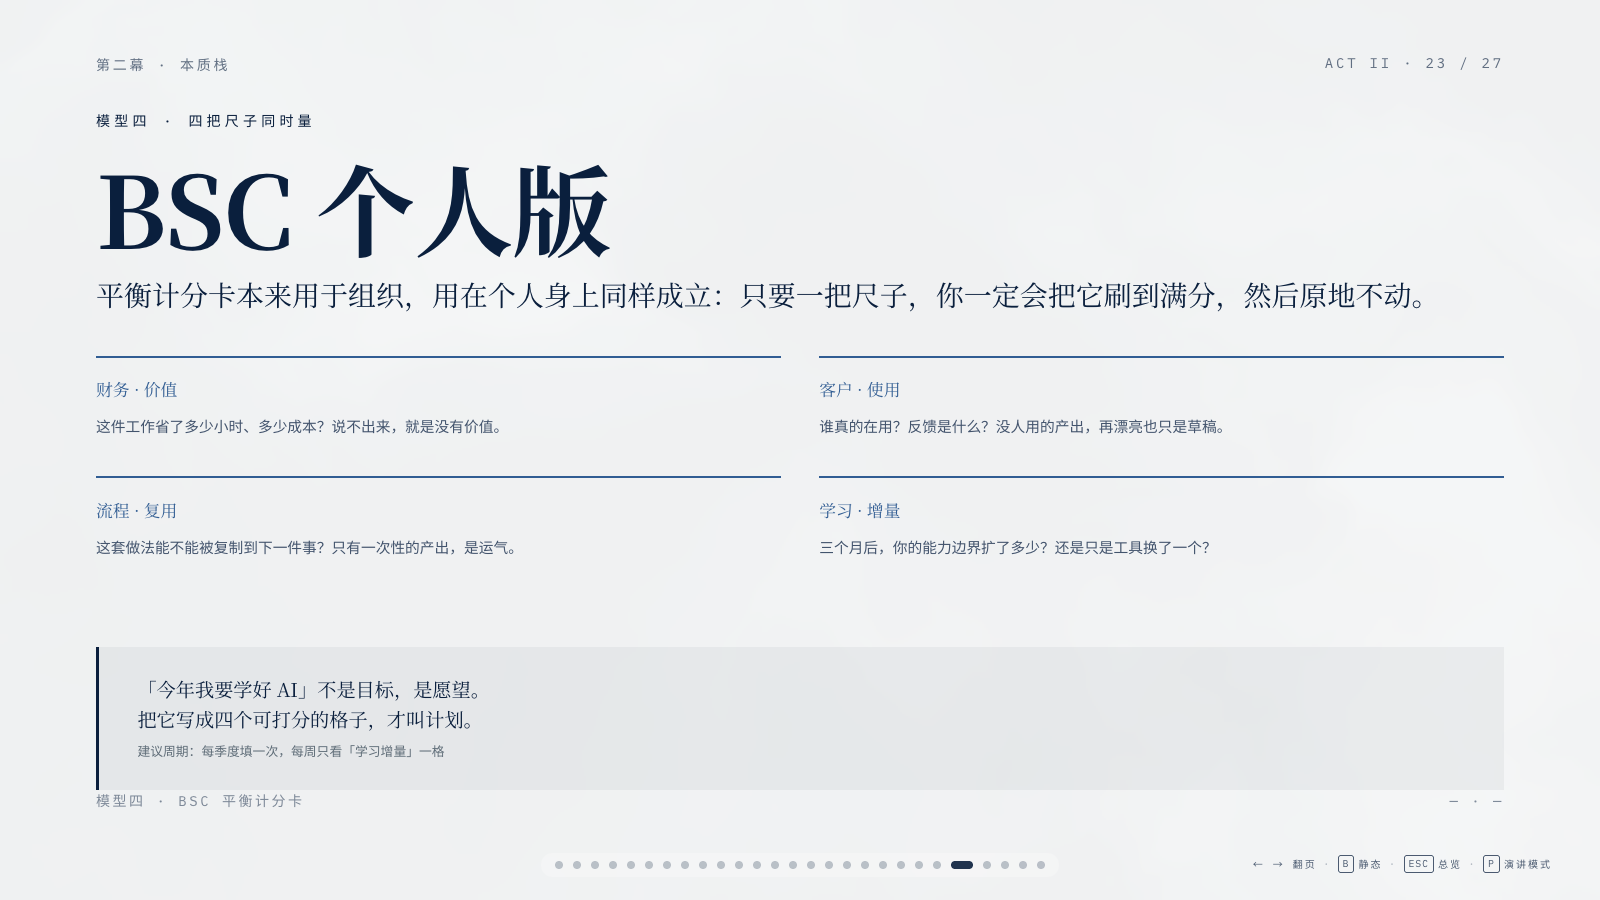 第二幕 · 本质栈
ACT II · 23 / 27
模型四 · 四把尺子同时量
BSC 个人版
平衡计分卡本来用于组织，用在个人身上同样成立：只要一把尺子，你一定会把它刷到满分，然后原地不动。
财务 · 价值
这件工作省了多少小时、多少成本？说不出来，就是没有价值。
客户 · 使用
谁真的在用？反馈是什么？没人用的产出，再漂亮也只是草稿。
流程 · 复用
这套做法能不能被复制到下一件事？只有一次性的产出，是运气。
学习 · 增量
三个月后，你的能力边界扩了多少？还是只是工具换了一个？
「今年我要学好 AI」不是目标，是愿望。
把它写成四个可打分的格子，才叫计划。
建议周期：每季度填一次，每周只看「学习增量」一格
模型四 · BSC 平衡计分卡
— · —
← → 翻页 · B 静态 · ESC 总览 · P 演讲模式